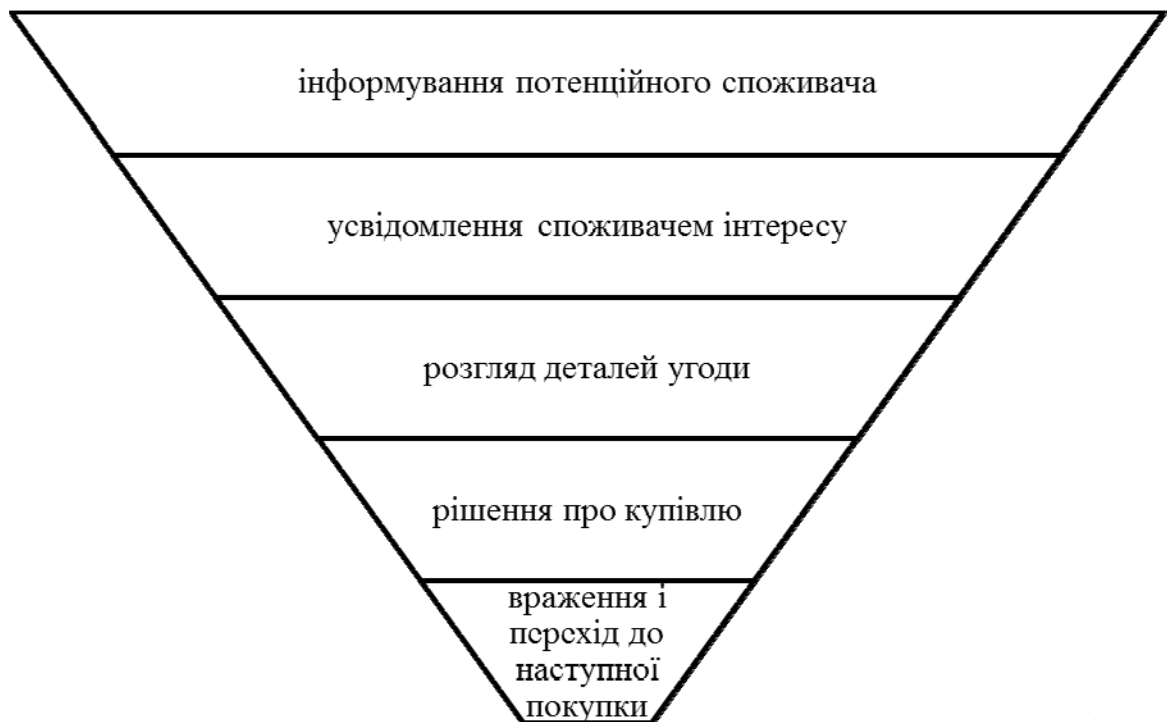 інформування потенційного споживача
усвідомлення споживачем інтересу
розгляд деталей угоди
рішення про купівлю
враження і
перехід до
наступної
покупки